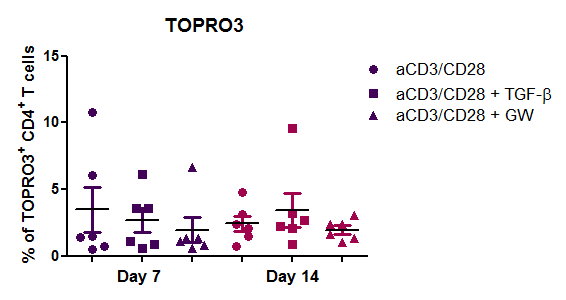 TOPRO3
15
10
5
0
% of TOPRO3⁺ CD4⁺ T cells
Day 7
Day 14
aCD3/CD28
aCD3/CD28 + TGF-β
aCD3/CD28 + GW